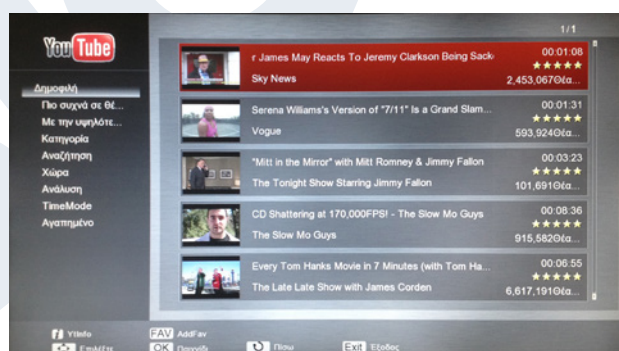 YouTube
1/1
Δημοφιλή
Πιο συχνά σε θέ...
Με την υψηλότε...
Κατηγορία
Αναζήτηση
Χώρα
Ανάλυση
TimeMode
Αγαπημένο
r James May Reacts To Jeremy Clarkson Being Sack
00:01:08
Sky News
2,453,067Θέα...
Serena Williams's Version of "7/11" Is a Grand Slam...
00:01:31
Vogue
593,924Θέα...
"Mitt in the Mirror" with Mitt Romney & Jimmy Fallon
00:03:23
The Tonight Show Starring Jimmy Fallon
101,691Θέα...
CD Shattering at 170,000FPS! - The Slow Mo Guys
00:08:36
The Slow Mo Guys
915,582Θέα...
Every Tom Hanks Movie in 7 Minutes (with Tom Ha...
00:06:55
The Late Late Show with James Corden
6,617,191Θέα...
YtInfo
FAV AddFav
Επιλέξτε
OK
Πίσω
Exit Έξοδος